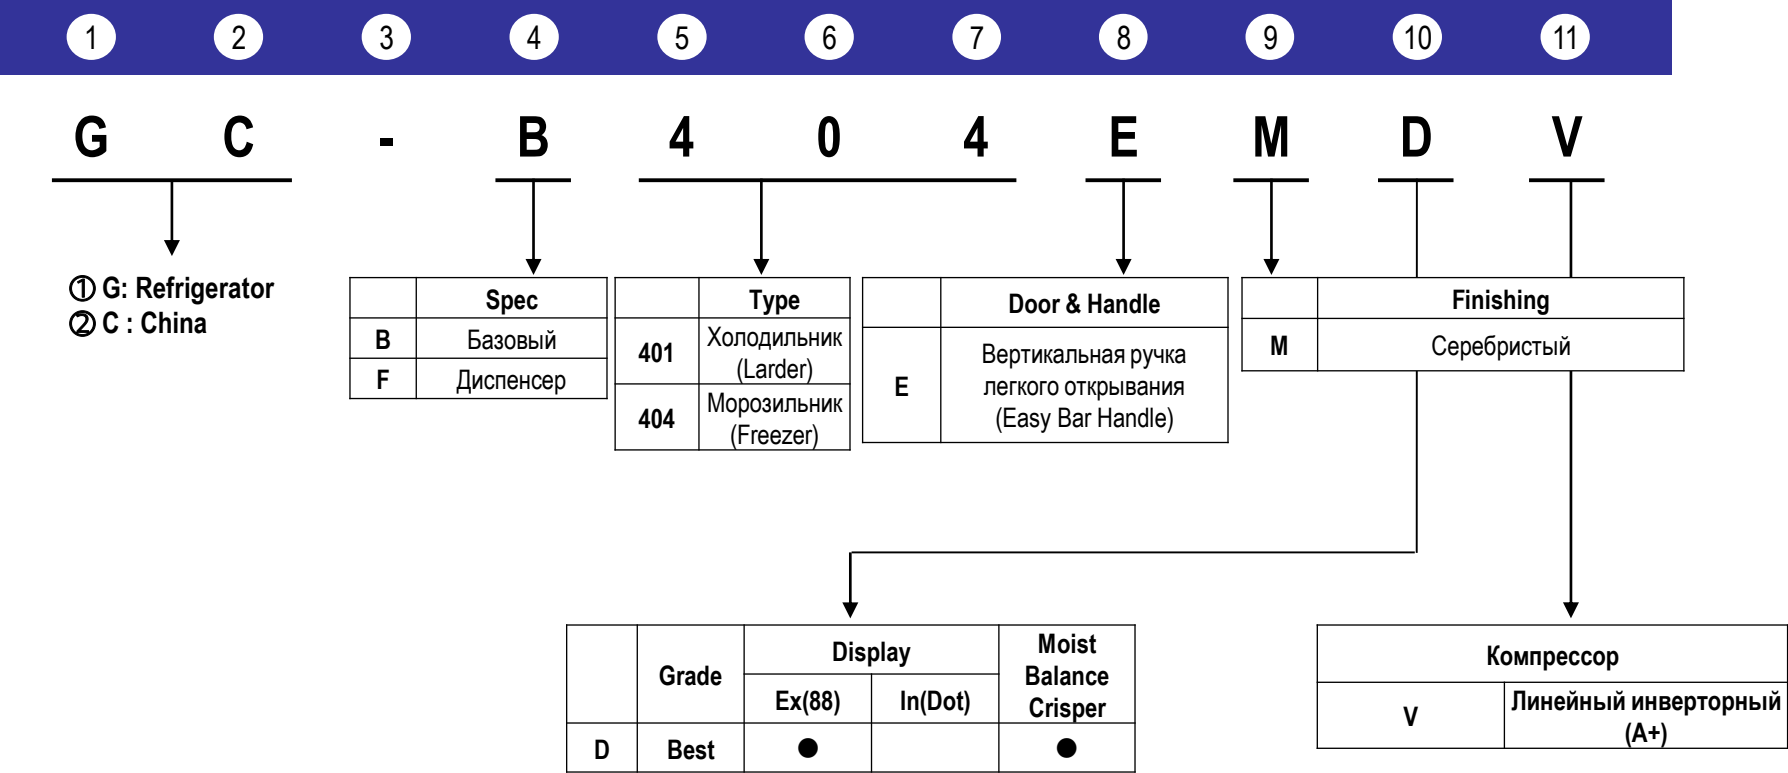 1 2 3 4 5 6 7 8 9 10 11
G C - B 4 0 4 E M D V
① G: Refrigerator
② C : China
Spec
B Базовый
F Диспенсер
Type
401 Холодильник
(Larder)
404 Морозильник
(Freezer)
Door & Handle
E Вертикальная ручка
легкого открывания
(Easy Bar Handle)
Finishing
M Серебристый
Grade Display Moist
Balance
Crisper
Ex(88) In(Dot)
D Best ● ●
Компрессор
V Линейный инверторный
(A+)